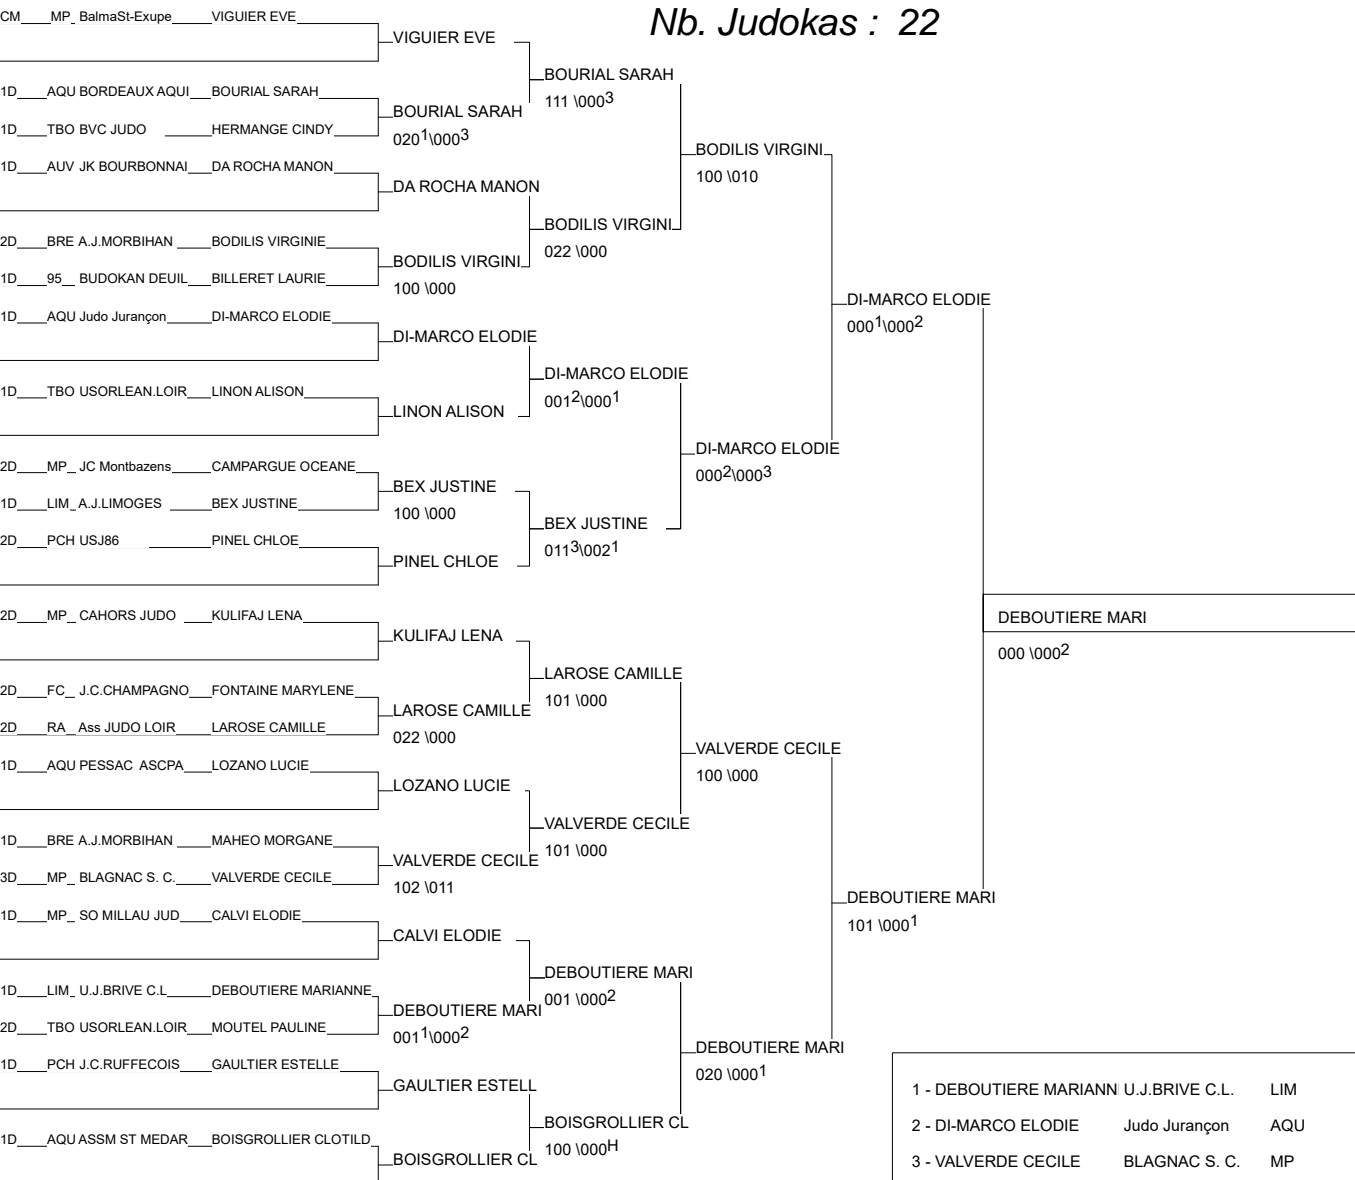 Nb. Judokas : 22
CM MP_ BalmaSt-Exupe VIGUIER EVE
VIGUIER EVE
BOURIAL SARAH
111 \0003
1D AQU BORDEAUX AQUI BOURIAL SARAH
BOURIAL SARAH
0201\0003
1D TBO BVC JUDO HERMANGE CINDY
BODILIS VIRGINI
100 \010
1D AUV JK BOURBONNAI DA ROCHA MANON
DA ROCHA MANON
BODILIS VIRGINI
022 \000
2D BRE A.J.MORBIHAN BODILIS VIRGINIE
BODILIS VIRGINI
100 \000
1D 95_ BUDOKAN DEUIL BILLERET LAURIE
DI-MARCO ELODIE
0001\0002
1D AQU Judo Jurançon DI-MARCO ELODIE
DI-MARCO ELODIE
DI-MARCO ELODIE
0012\0001
1D TBO USORLEAN.LOIR LINON ALISON
LINON ALISON
DI-MARCO ELODIE
0002\0003
2D MP_ JC Montbazens CAMPARGUE OCEANE
BEX JUSTINE
100 \000
1D LIM_ A.J.LIMOGES BEX JUSTINE
BEX JUSTINE
0113\0021
2D PCH USJ86 PINEL CHLOE
PINEL CHLOE
DEBOUTIERE MARI
000 \0002
2D MP_ CAHORS JUDO KULIFAJ LENA
KULIFAJ LENA
LAROSE CAMILLE
101 \000
2D FC_ J.C.CHAMPAGNO FONTAINE MARYLENE
LAROSE CAMILLE
022 \000
2D RA_ Ass JUDO LOIR LAROSE CAMILLE
VALVERDE CECILE
100 \000
1D AQU PESSAC ASCPA LOZANO LUCIE
LOZANO LUCIE
VALVERDE CECILE
101 \000
1D BRE A.J.MORBIHAN MAHEO MORGANE
VALVERDE CECILE
102 \011
3D MP_ BLAGNAC S. C. VALVERDE CECILE
DEBOUTIERE MARI
101 \0001
1D MP_ SO MILLAU JUD CALVI ELODIE
CALVI ELODIE
DEBOUTIERE MARI
001 \0002
1D LIM_ U.J.BRIVE C.L DEBOUTIERE MARIANNE
DEBOUTIERE MARI
0011\0002
2D TBO USORLEAN.LOIR MOUTEL PAULINE
DEBOUTIERE MARI
020 \0001
1D PCH J.C.RUFFECOIS GAULTIER ESTELLE
GAULTIER ESTELL
BOISGROLLIER CL
100 \000H
1D AQU ASSM ST MEDAR BOISGROLLIER CLOTILD
BOISGROLLIER CL
1 - DEBOUTIERE MARIANN U.J.BRIVE C.L. LIM
2 - DI-MARCO ELODIE Judo Jurançon AQU
3 - VALVERDE CECILE BLAGNAC S. C. MP